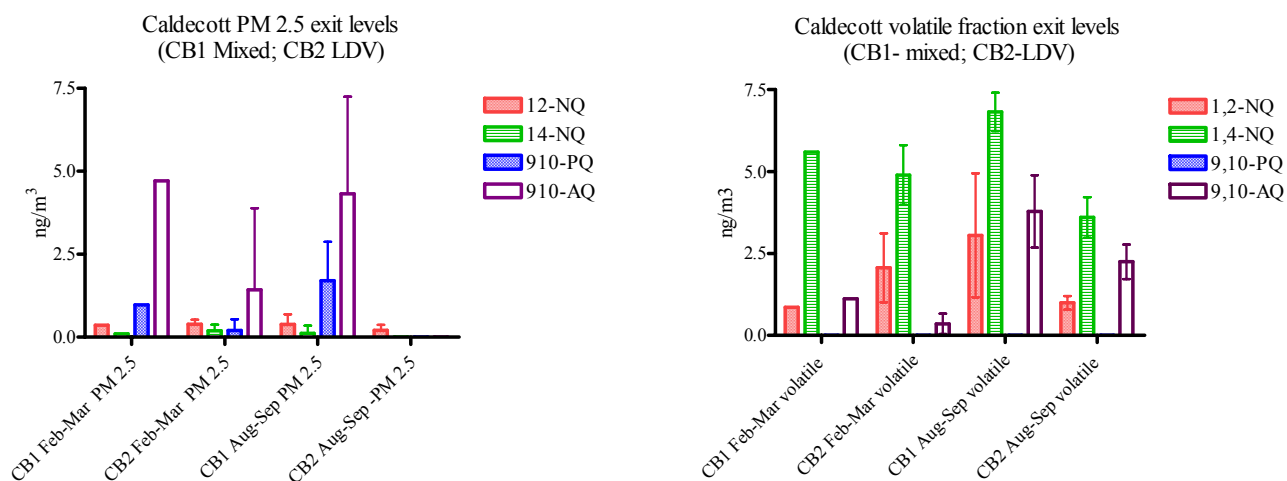 Caldecott PM 2.5 exit levels
(CB1 Mixed; CB2 LDV)
7.5
5.0
2.5
0.0
ng/m³
12-NQ
14-NQ
910-PQ
910-AQ
CB1 Feb-Mar PM 2.5
CB2 Feb-Mar PM 2.5
CB1 Aug-Sep PM 2.5
CB2 Aug-Sep -PM 2.5
Caldecott volatile fraction exit levels
(CB1- mixed; CB2-LDV)
7.5
5.0
2.5
0.0
ng/m3
1,2-NQ
1,4-NQ
9,10-PQ
9,10-AQ
CB1 Feb-Mar volatile
CB2 Feb-Mar volatile
CB1 Aug-Sep volatile
CB2 Aug-Sep volatile